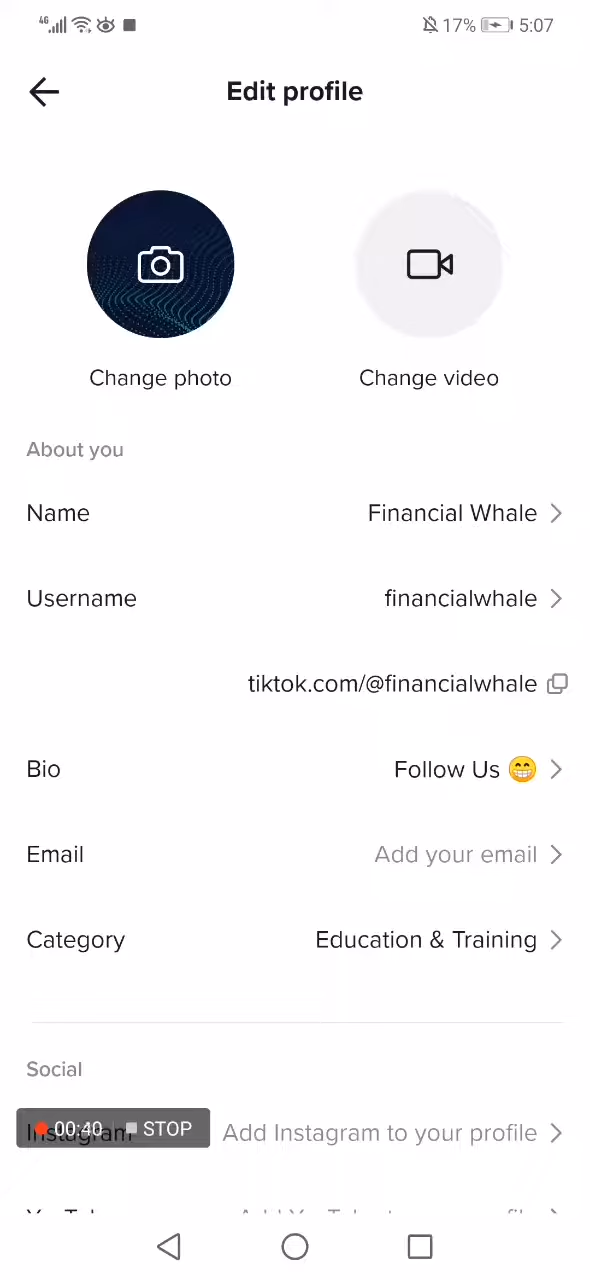 4G 17% 5:07
Edit profile
Change photo Change video
About you
Name Financial Whale
Username financialwhale
tiktok.com/@financialwhale
Bio Follow Us 😁
Email Add your email
Category Education & Training
Social
Instagram Add Instagram to your profile
00:40 STOP